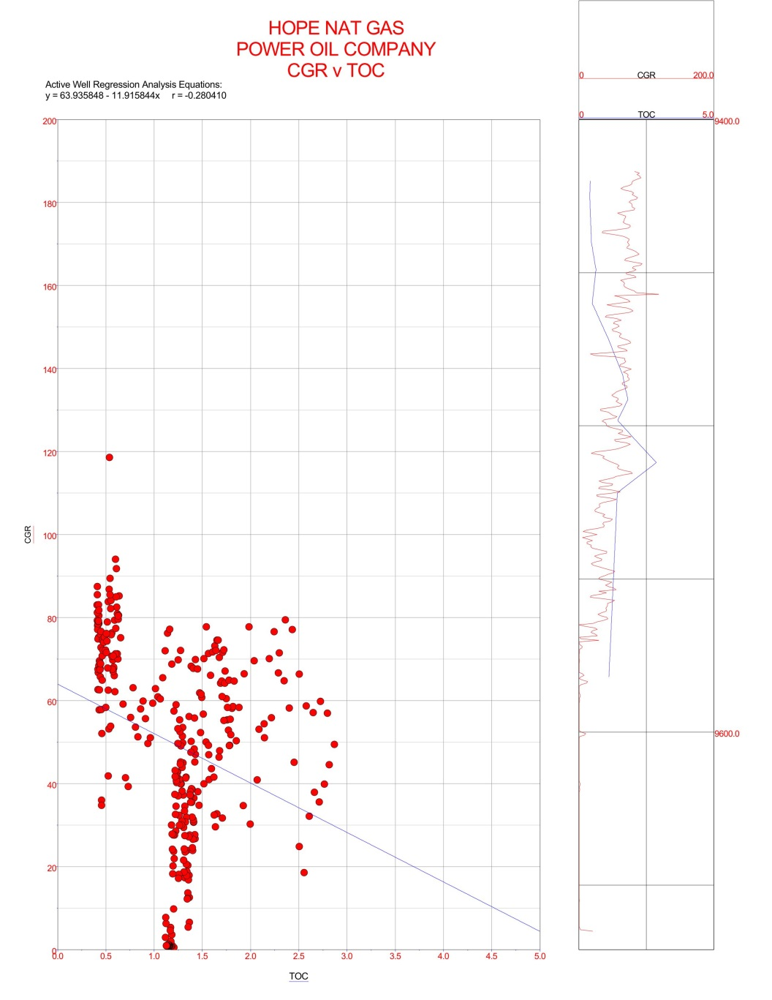 HOPE NAT GAS
POWER OIL COMPANY
CGR v TOC
Active Well Regression Analysis Equations:
y = 63.935848 - 11.915844x r = -0.280410
200
180
160
140
120
100
80
60
40
20
0
CGR
0.0 0.5 1.0 1.5 2.0 2.5 3.0 3.5 4.0 4.5 5.0
TOC
0 CGR 200.0
0 TOC 5.0
9400.0
9600.0